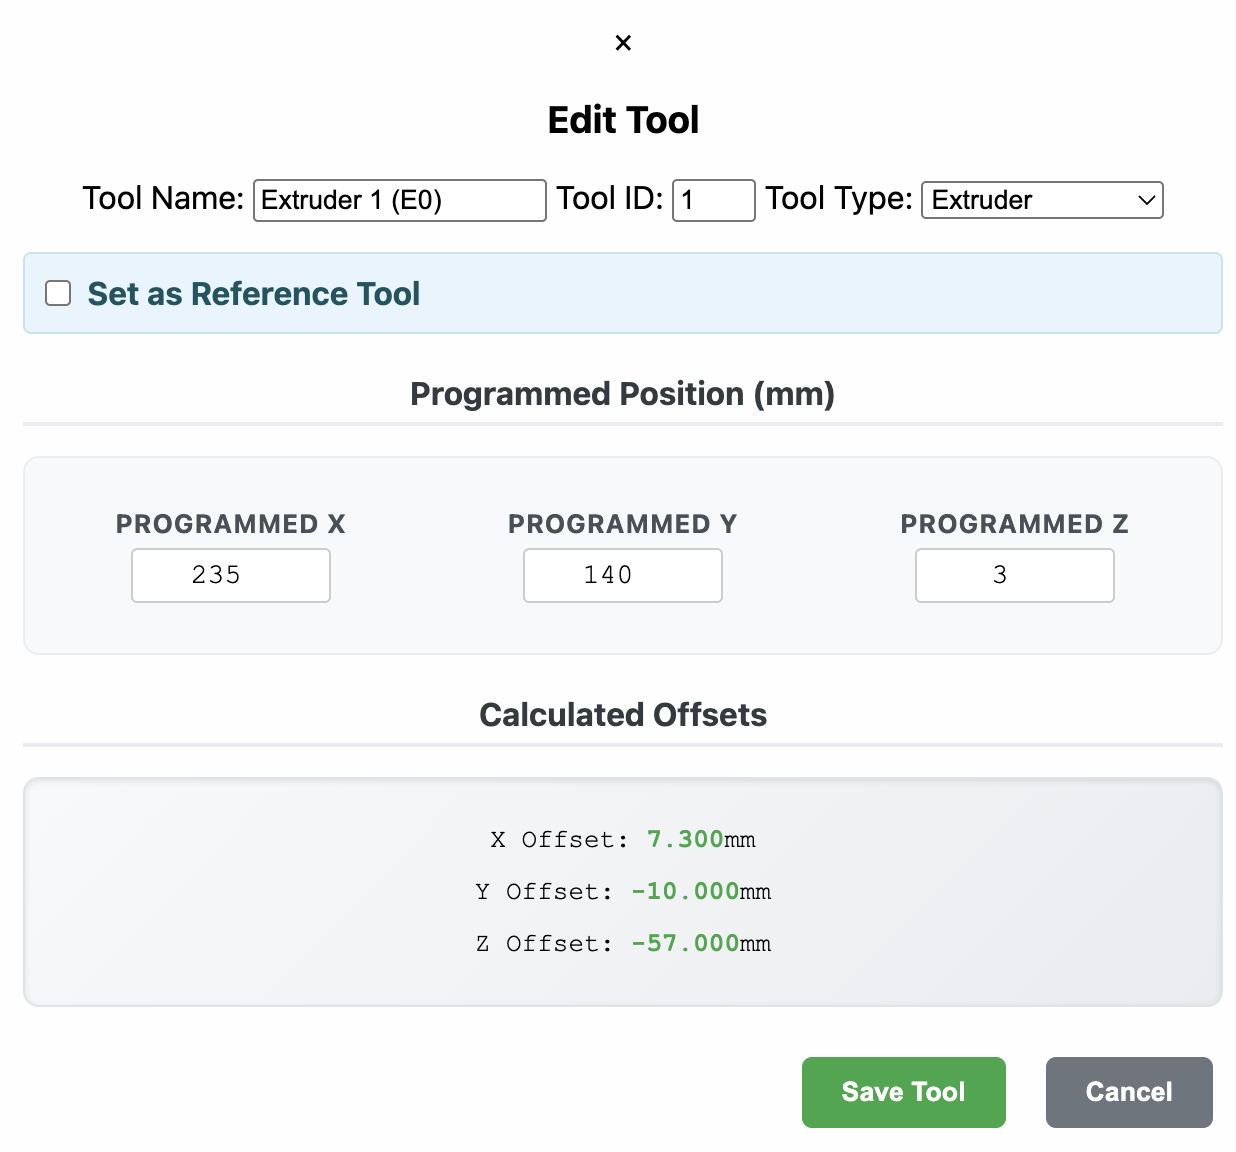 ×
Edit Tool
Tool Name: Extruder 1 (E0) Tool ID: 1 Tool Type: Extruder
Set as Reference Tool
Programmed Position (mm)
PROGRAMMED X PROGRAMMED Y PROGRAMMED Z
235 140 3
Calculated Offsets
X Offset: 7.300mm
Y Offset: -10.000mm
Z Offset: -57.000mm
Save Tool Cancel